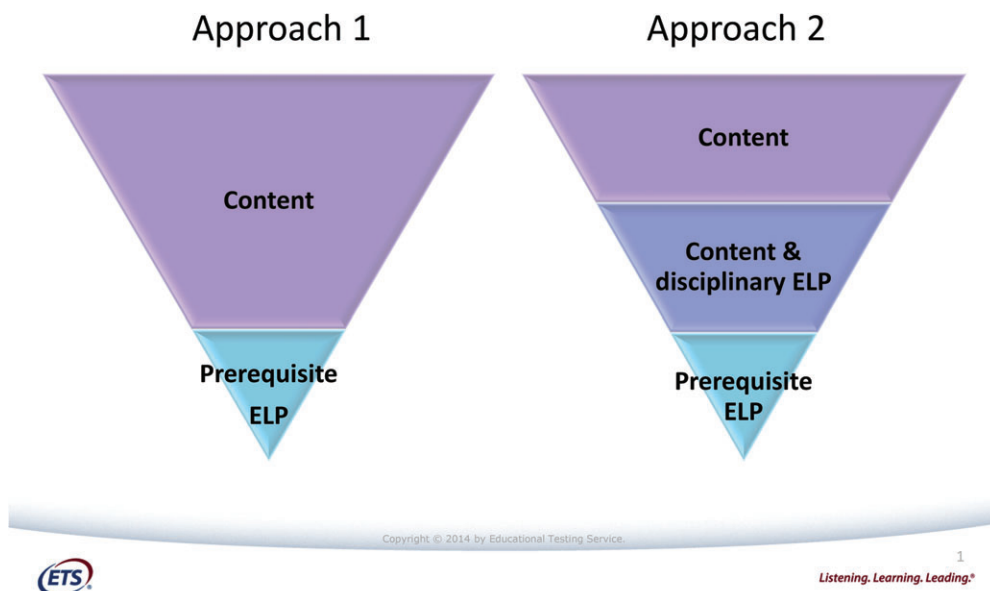 Approach 1
Content
Prerequisite
ELP
Approach 2
Content
Content &
disciplinary ELP
Prerequisite
ELP
Copyright © 2014 by Educational Testing Service.
1
ETS®
Listening. Learning. Leading.®